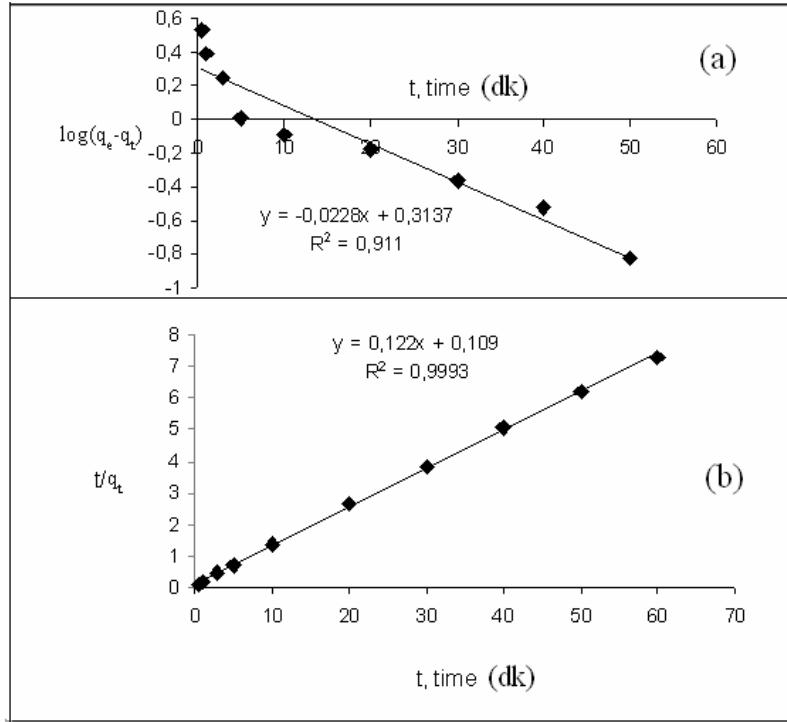 0,6
0,4
0,2
0
-0,2
-0,4
-0,6
-0,8
-1
log(qₑ-qₜ)
(a)
t, time (dk)
0 10 20 30 40 50 60
y = -0,0228x + 0,3137
R² = 0,911
8
7
6
5
4
3
2
1
0
y = 0,122x + 0,109
R² = 0,9993
t/qₜ
(b)
0 10 20 30 40 50 60 70
t, time (dk)